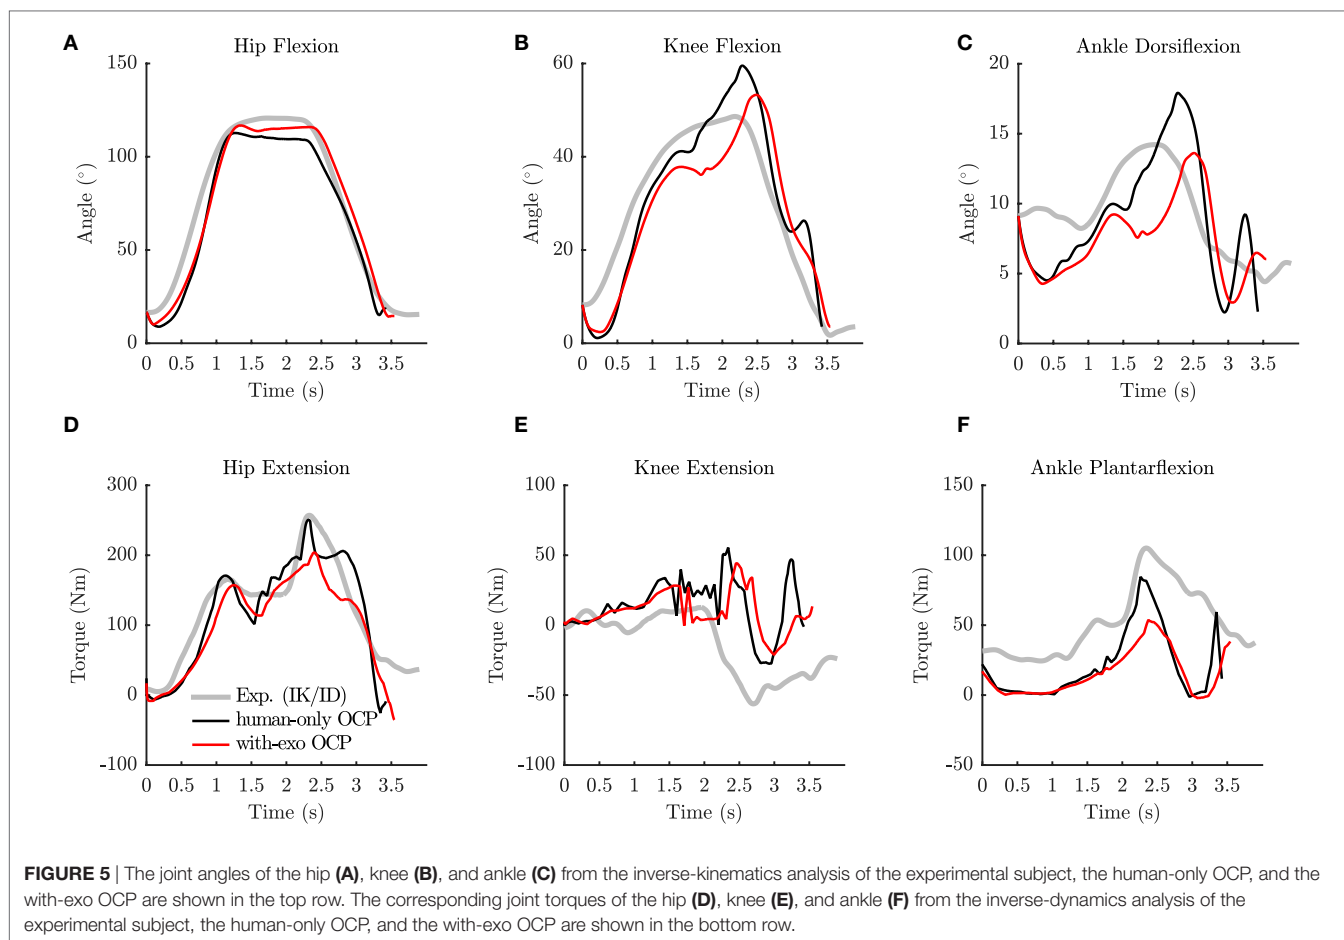 A
Hip Flexion
150
100
50
0
Angle (°)
0 0.5 1 1.5 2 2.5 3 3.5
Time (s)
B
Knee Flexion
60
40
20
0
Angle (°)
0 0.5 1 1.5 2 2.5 3 3.5
Time (s)
C
Ankle Dorsiflexion
20
15
10
5
0
Angle (°)
0 0.5 1 1.5 2 2.5 3 3.5
Time (s)
D
Hip Extension
300
200
100
0
-100
Torque (Nm)
Exp. (IK/ID)
human-only OCP
with-exo OCP
0 0.5 1 1.5 2 2.5 3 3.5
Time (s)
E
Knee Extension
100
50
0
-50
-100
Torque (Nm)
0 0.5 1 1.5 2 2.5 3 3.5
Time (s)
F
Ankle Plantarflexion
150
100
50
0
-50
Torque (Nm)
0 0.5 1 1.5 2 2.5 3 3.5
Time (s)
FIGURE 5 | The joint angles of the hip (A), knee (B), and ankle (C) from the inverse-kinematics analysis of the experimental subject, the human-only OCP, and the
with-exo OCP are shown in the top row. The corresponding joint torques of the hip (D), knee (E), and ankle (F) from the inverse-dynamics analysis of the
experimental subject, the human-only OCP, and the with-exo OCP are shown in the bottom row.